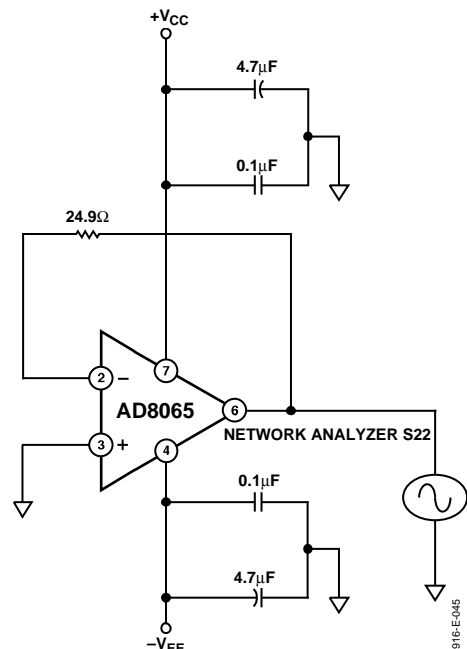 +VCC
4.7µF
0.1µF
24.9Ω
7
2
−
AD8065
6
3
+
4
NETWORK ANALYZER S22
0.1µF
4.7µF
−VEE
916-E-045